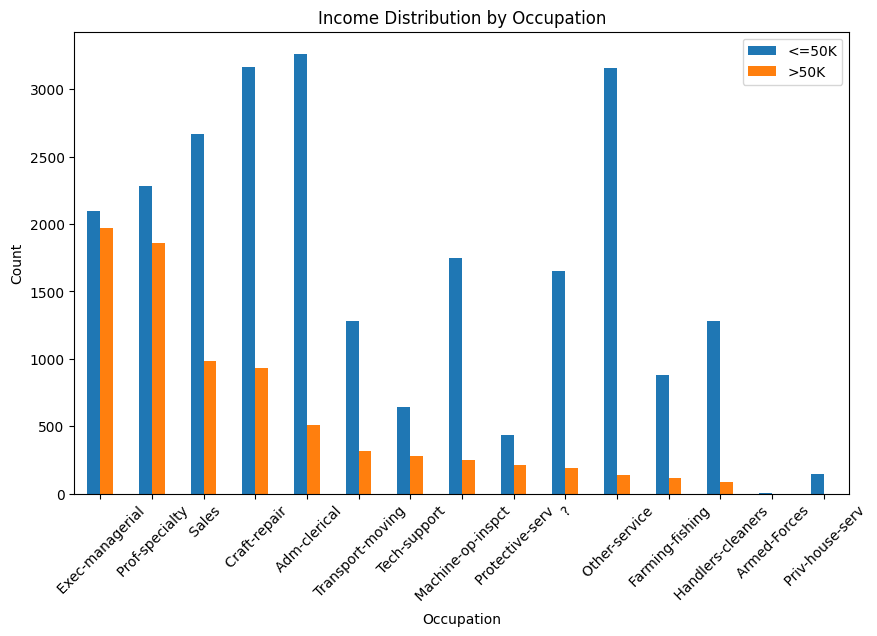 Income Distribution by Occupation
<=50K
>50K
Count
3000
2500
2000
1500
1000
500
0
Exec-managerial
Prof-specialty
Sales
Craft-repair
Adm-clerical
Transport-moving
Tech-support
Machine-op-inspct
Protective-serv
?
Other-service
Farming-fishing
Handlers-cleaners
Armed-Forces
Priv-house-serv
Occupation